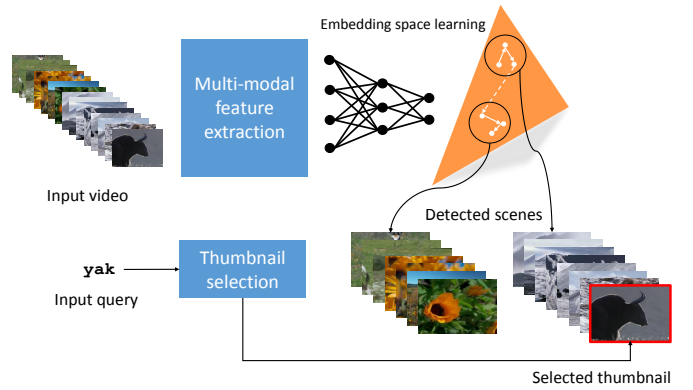 Embedding space learning
Multi-modal
feature
extraction
Input video
Detected scenes
yak
Thumbnail
selection
Input query
Selected thumbnail